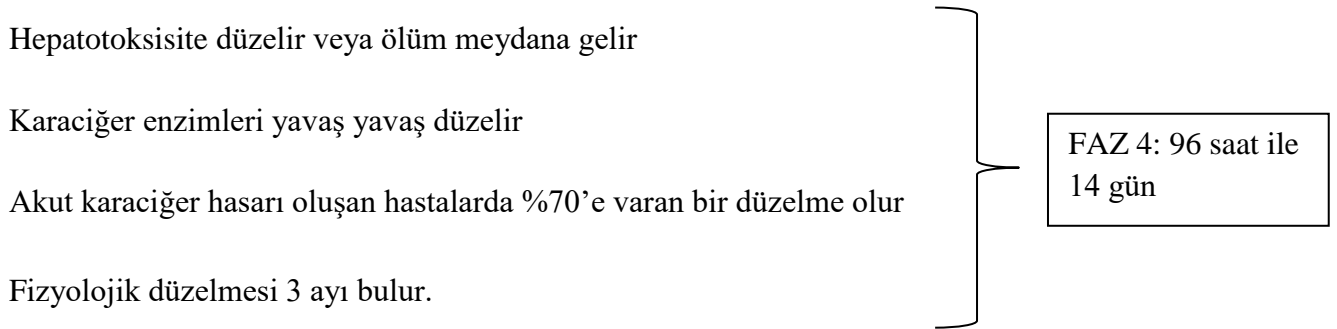 Hepatotoksisite düzelir veya ölüm meydana gelir
Karaciğer enzimleri yavaş yavaş düzelir
Akut karaciğer hasarı oluşan hastalarda %70’e varan bir düzelme olur
Fizyolojik düzelmesi 3 ayı bulur.
FAZ 4: 96 saat ile
14 gün